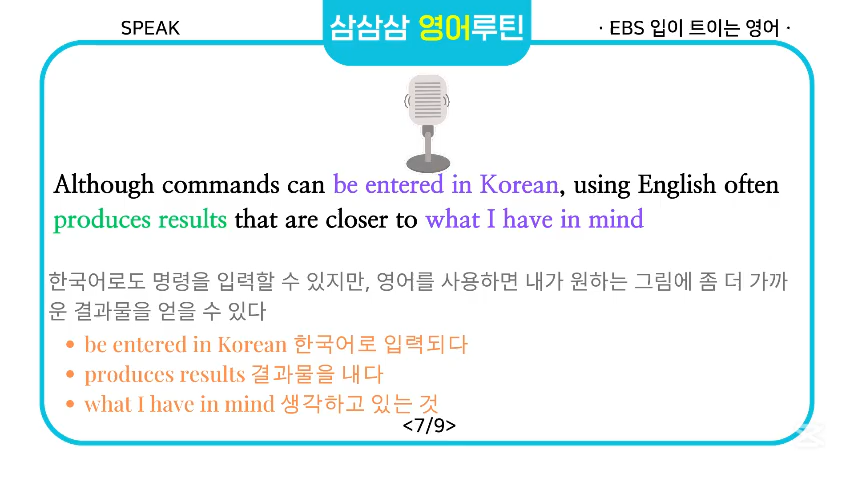 SPEAK
삼삼삼 영어루틴
· EBS 입이 트이는 영어 ·
Although commands can be entered in Korean, using English often
produces results that are closer to what I have in mind
한국어로도 명령을 입력할 수 있지만, 영어를 사용하면 내가 원하는 그림에 좀 더 가까
운 결과물을 얻을 수 있다
• be entered in Korean 한국어로 입력되다
• produces results 결과물을 내다
• what I have in mind 생각하고 있는 것
<7/9>